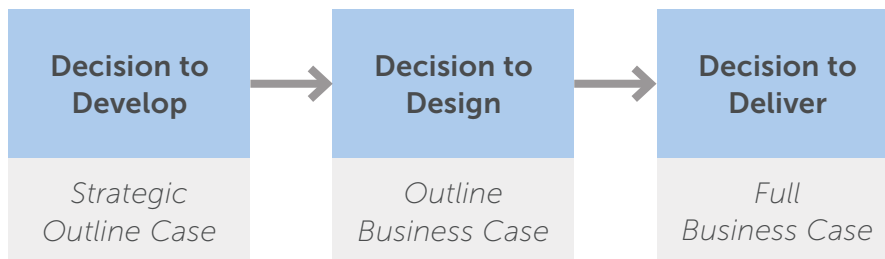 Decision to
Develop
Strategic
Outline Case
Decision to
Design
Outline
Business Case
Decision to
Deliver
Full
Business Case